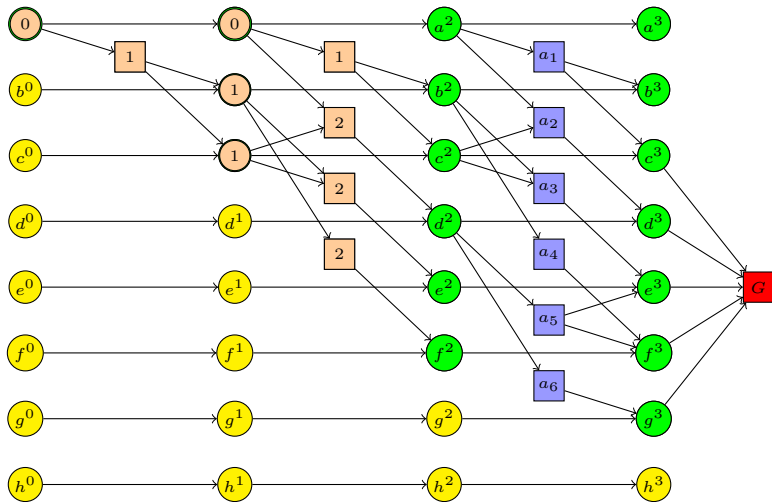 0 0 a² a³
1 1 a₁
b⁰ 1 b² b³
2 a₂
c⁰ 1 c² c³
2 a₃
d⁰ d¹ d² d³
2 a₄
e⁰ e¹ e² e³ G
a₅
f⁰ f¹ f² f³
a₆
g⁰ g¹ g² g³
h⁰ h¹ h² h³